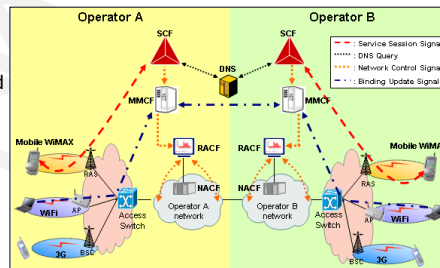 Operator A
Operator B
SCF
SCF
: Service Session Signal
: DNS Query
: Network Control Signal
: Binding Update Signal
DNS
MMCF
MMCF
Mobile WiMAX
Mobile WiMAX
RACF
RACF
RAS
RAS
NACF
NACF
WiFi
AP
AP
WiFi
Access
Switch
Operator A
network
Operator B
network
Access
Switch
3G
BSC
BSC
3G